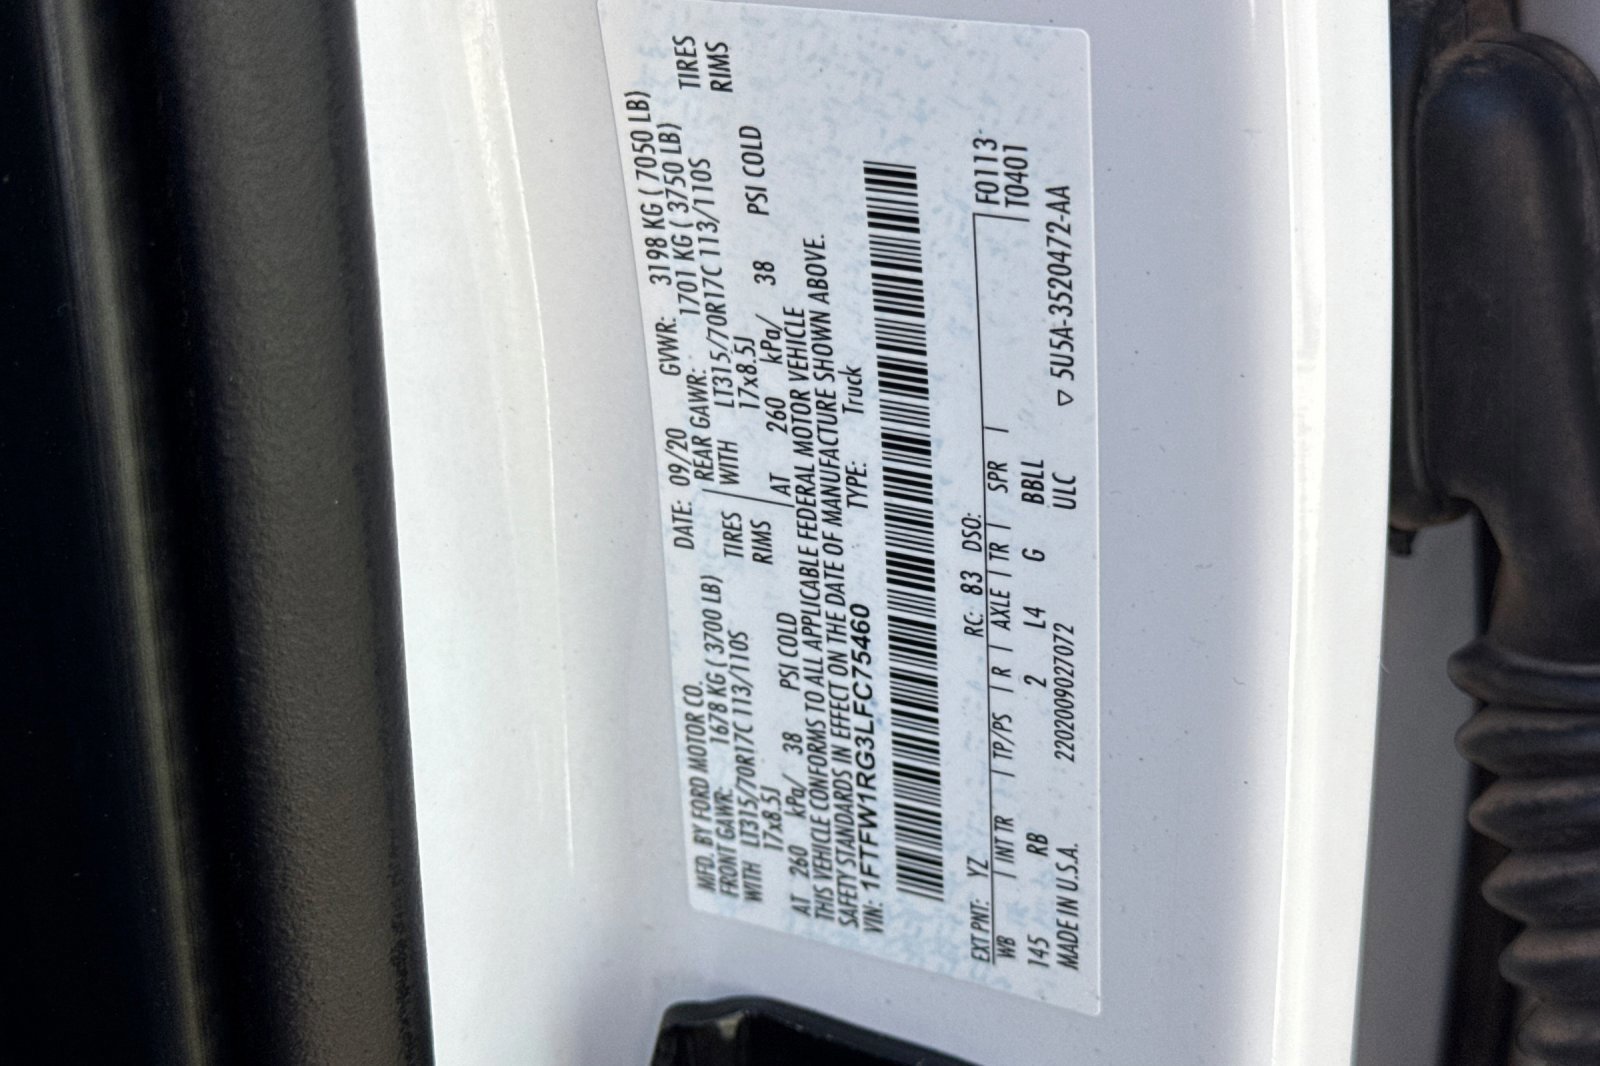 MFD. BY FORD MOTOR CO. DATE: 09/20 GVWR: 3198 KG ( 7050 LB)
FRONT GAWR: 1678 KG ( 3700 LB) REAR GAWR: 1701 KG ( 3750 LB)
WITH LT315/70R17C 113/110S TIRES WITH LT315/70R17C 113/110S TIRES
17x8.5J RIMS 17x8.5J RIMS
AT 260 kPa/ 38 PSI COLD AT 260 kPa/ 38 PSI COLD
THIS VEHICLE CONFORMS TO ALL APPLICABLE FEDERAL MOTOR VEHICLE
SAFETY STANDARDS IN EFFECT ON THE DATE OF MANUFACTURE SHOWN ABOVE.
VIN: 1FTFW1RG3LFC75460 TYPE: Truck
EXT PNT: YZ RC: 83 DSO: F0113
WB | INT TR | TP/PS | R | AXLE | TR | SPR | T0401
145 RB 2 L4 G BBLL
MADE IN U.S.A. 2202009027072 ULC ▽ 5U5A-3520472-AA